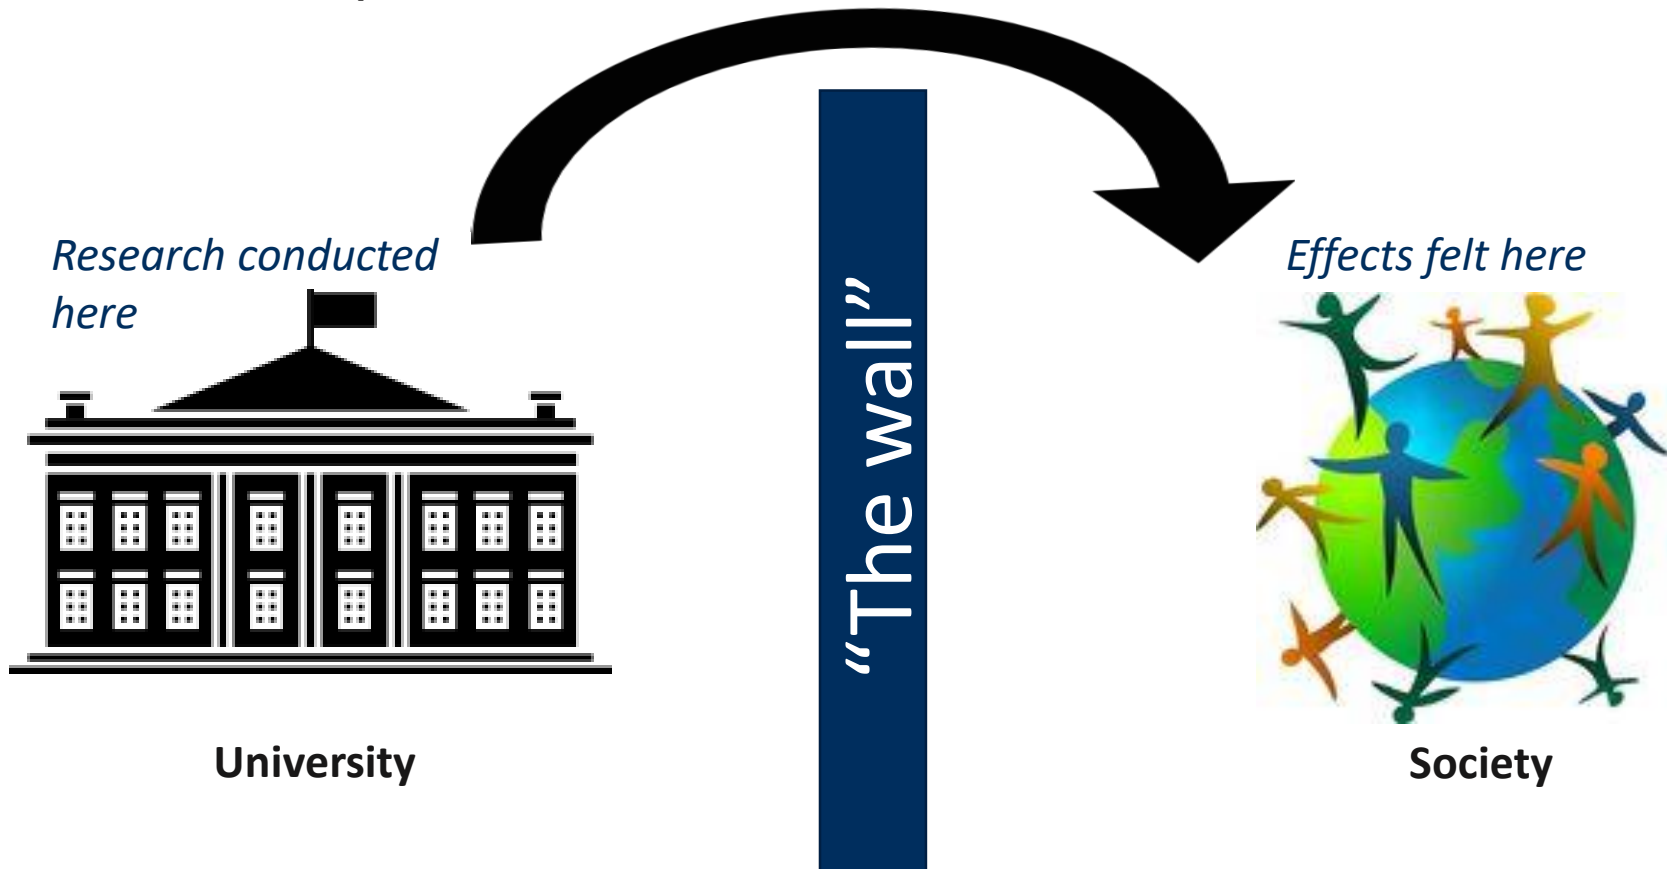 Research conducted
here
“The wall”
Effects felt here
University
Society